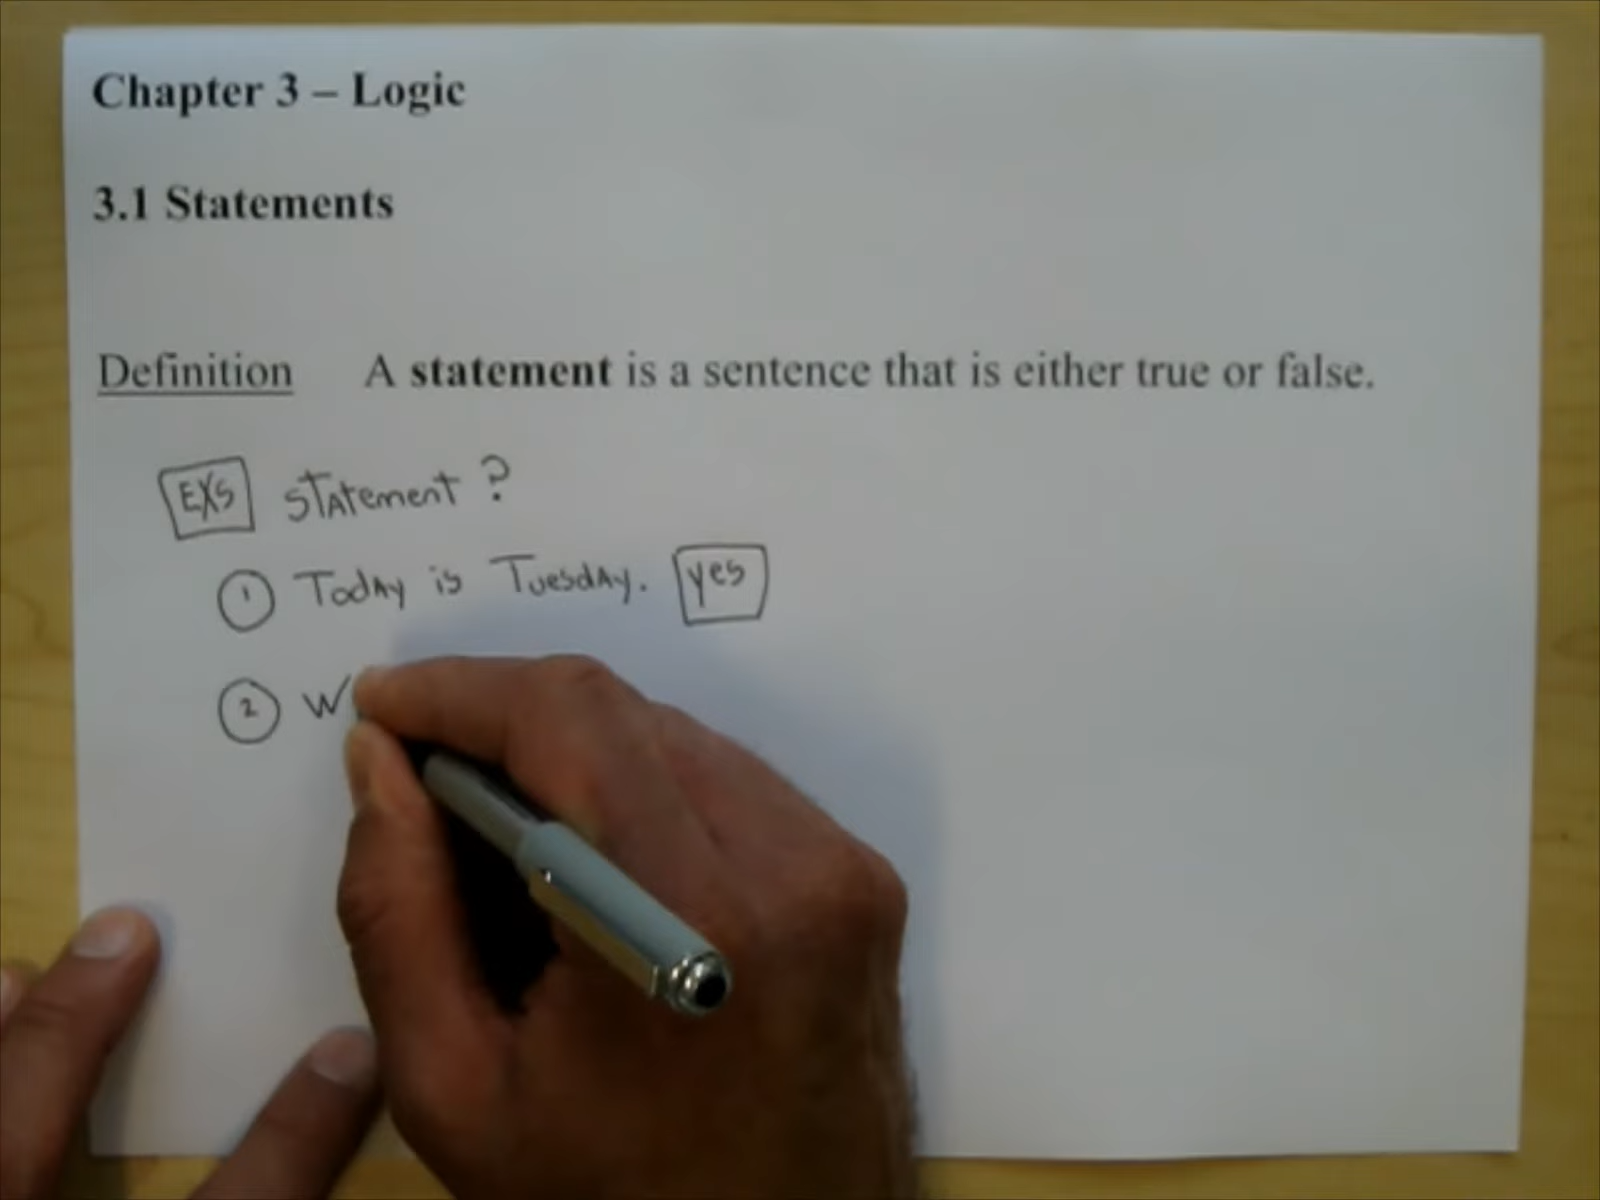 Chapter 3 – Logic
3.1 Statements
Definition A statement is a sentence that is either true or false.
EXS STATEMENT ?
1 TODAY is TUESDAY. yes
2 W